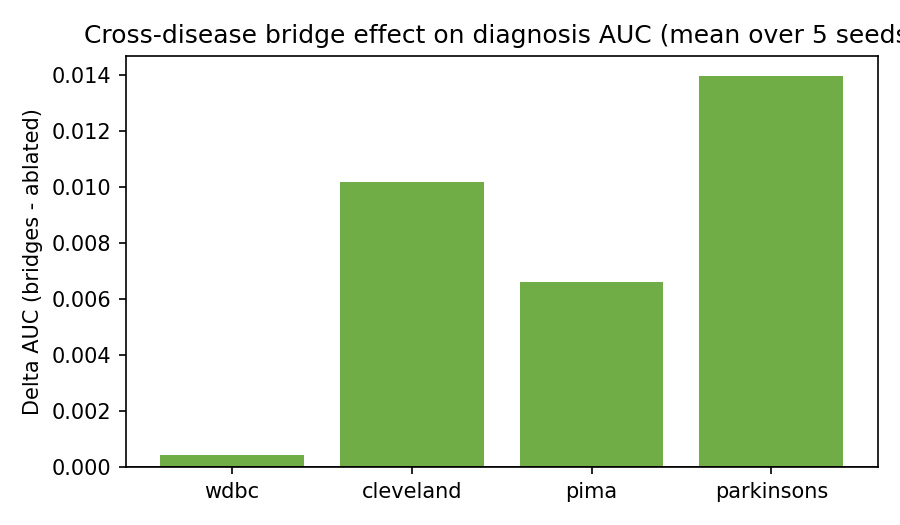 Cross-disease bridge effect on diagnosis AUC (mean over 5 seeds
Delta AUC (bridges - ablated)
0.014
0.012
0.010
0.008
0.006
0.004
0.002
0.000
wdbc cleveland pima parkinsons